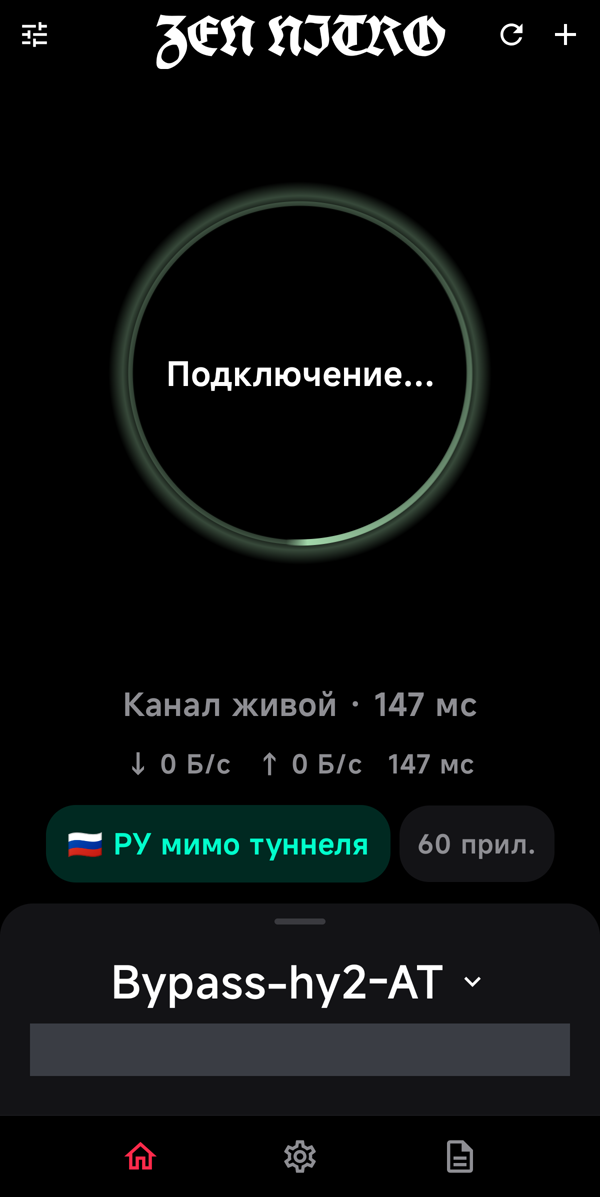 ZEN NITRO
Подключение...
Канал живой · 147 мс
↓ 0 Б/с ↑ 0 Б/с 147 мс
РУ мимо туннеля
60 прил.
Bypass-hy2-AT